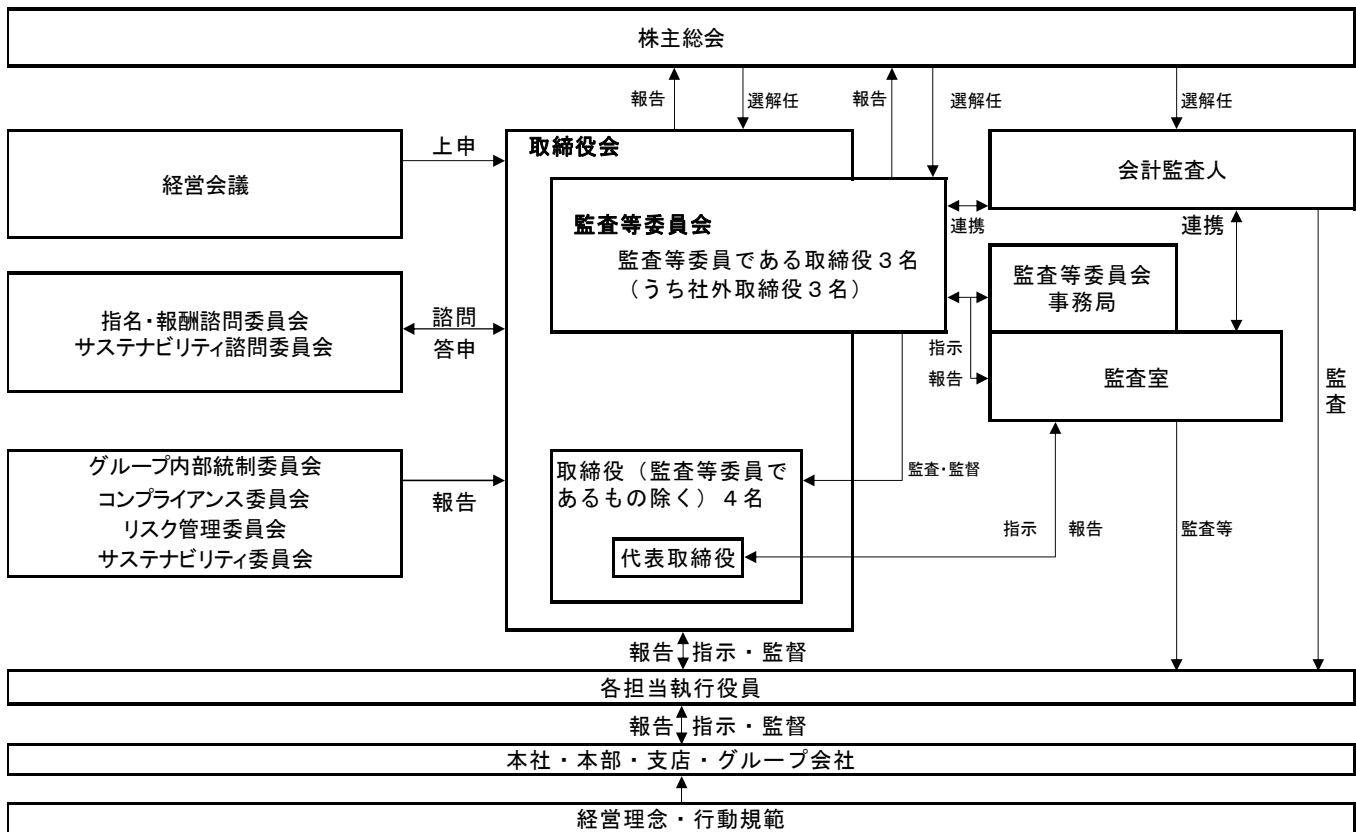 株主総会
報告
選解任
報告
選解任
選解任
経営会議
上申
取締役会
監査等委員会
監査等委員である取締役3名
（うち社外取締役3名）
連携
会計監査人
連携
監査等委員会
事務局
指名・報酬諮問委員会
サステナビリティ諮問委員会
諮問
答申
指示
報告
監査室
監査
グループ内部統制委員会
コンプライアンス委員会
リスク管理委員会
サステナビリティ委員会
報告
取締役（監査等委員で
あるもの除く）4名
代表取締役
監査・監督
指示
報告
監査等
報告
指示・監督
各担当執行役員
報告
指示・監督
本社・本部・支店・グループ会社
経営理念・行動規範